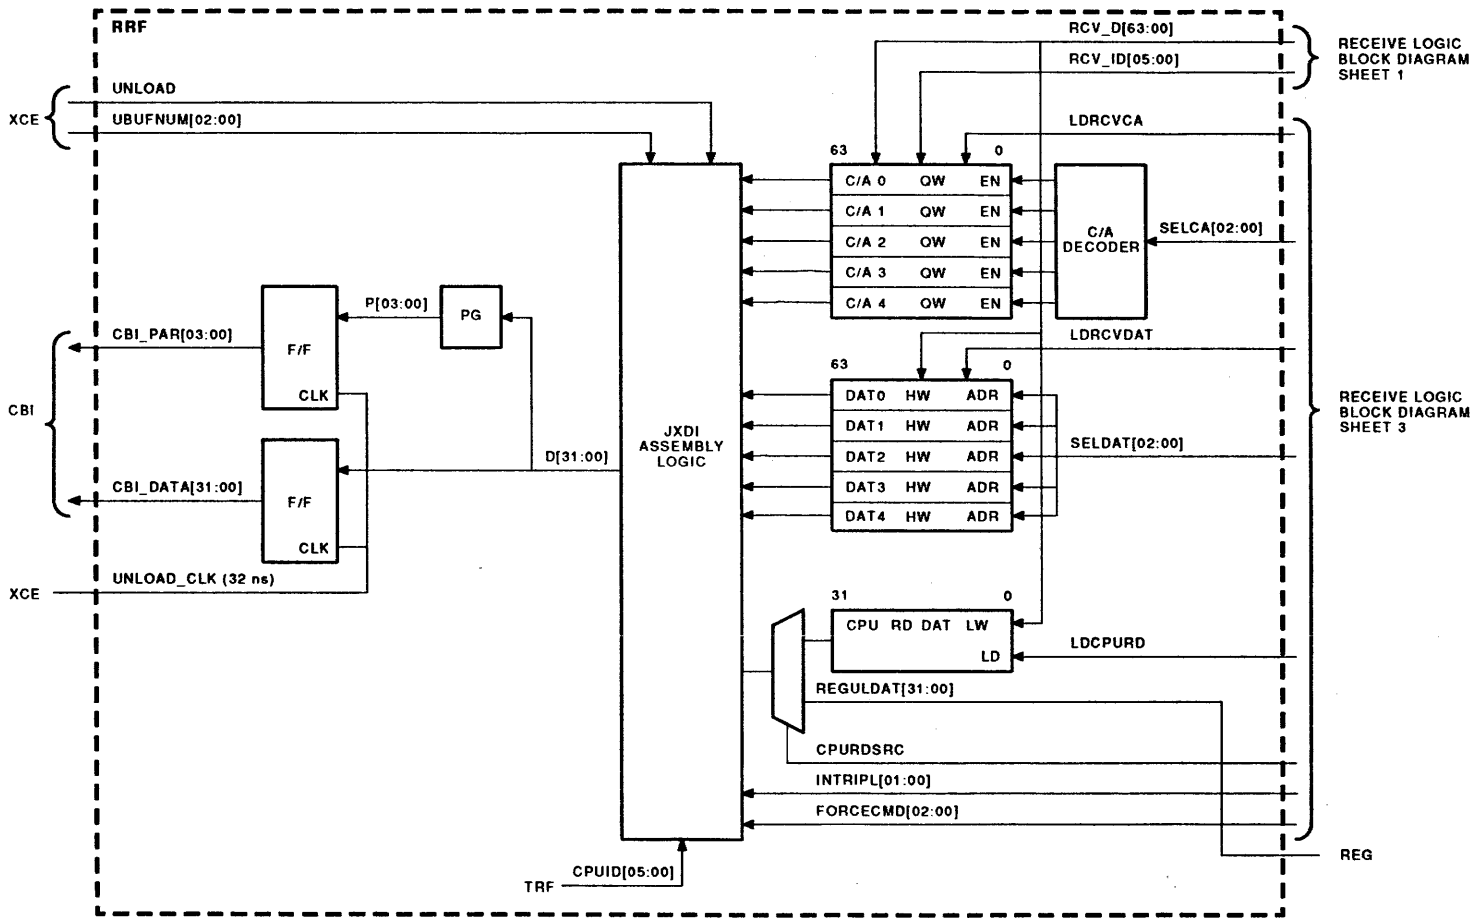 RRF
RCV_D[63:00]
RCV_ID[05:00]
RECEIVE LOGIC
BLOCK DIAGRAM
SHEET 1
UNLOAD
XCE
UBUFNUM[02:00]
LDRCVCA
63 0
C/A 0 QW EN
C/A 1 QW EN
C/A 2 QW EN
C/A 3 QW EN
C/A 4 QW EN
C/A
DECODER
SELCA[02:00]
P[03:00]
PG
CBI_PAR[03:00]
F/F
CLK
LDRCVDAT
63 0
DAT0 HW ADR
DAT1 HW ADR
DAT2 HW ADR
DAT3 HW ADR
DAT4 HW ADR
SELDAT[02:00]
RECEIVE LOGIC
BLOCK DIAGRAM
SHEET 3
CBI
JXDI
ASSEMBLY
LOGIC
D[31:00]
CBI_DATA[31:00]
F/F
CLK
UNLOAD_CLK (32 ns)
XCE
31 0
CPU RD DAT LW
LD
LDCPURD
REGULDAT[31:00]
CPURDSRC
INTRIPL[01:00]
FORCECMD[02:00]
REG
CPUID[05:00]
TRF